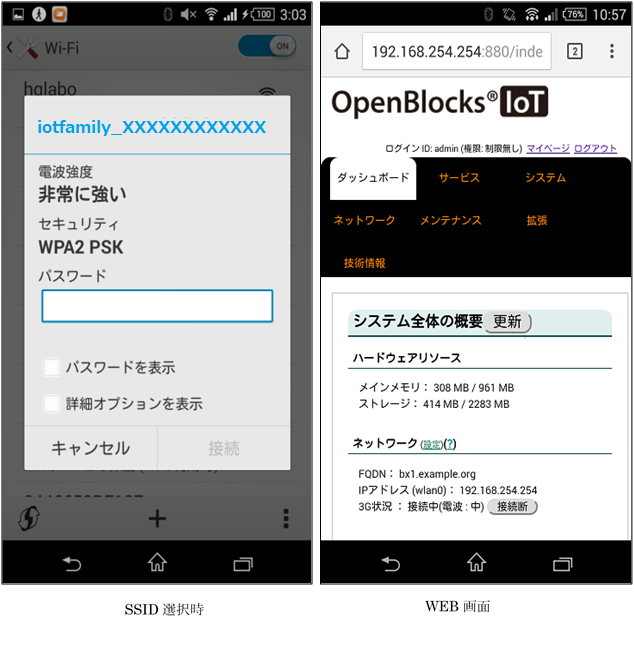 100 3:03
Wi-Fi
ON
hglabo
iotfamily_XXXXXXXXXXXX
電波強度
非常に強い
セキュリティ
WPA2 PSK
パスワード
パスワードを表示
詳細オプションを表示
キャンセル 接続
SSID 選択時
76% 10:57
192.168.254.254:880/inde
2
OpenBlocks® IoT
ログイン ID: admin (権限: 制限無し) マイページ ログアウト
ダッシュボード サービス システム
ネットワーク メンテナンス 拡張
技術情報
システム全体の概要 更新
ハードウェアリソース
メインメモリ： 308 MB / 961 MB
ストレージ： 414 MB / 2283 MB
ネットワーク (設定)(?)
FQDN： bx1.example.org
IPアドレス (wlan0)： 192.168.254.254
3G状況 ： 接続中(電波 : 中) 接続断
WEB 画面